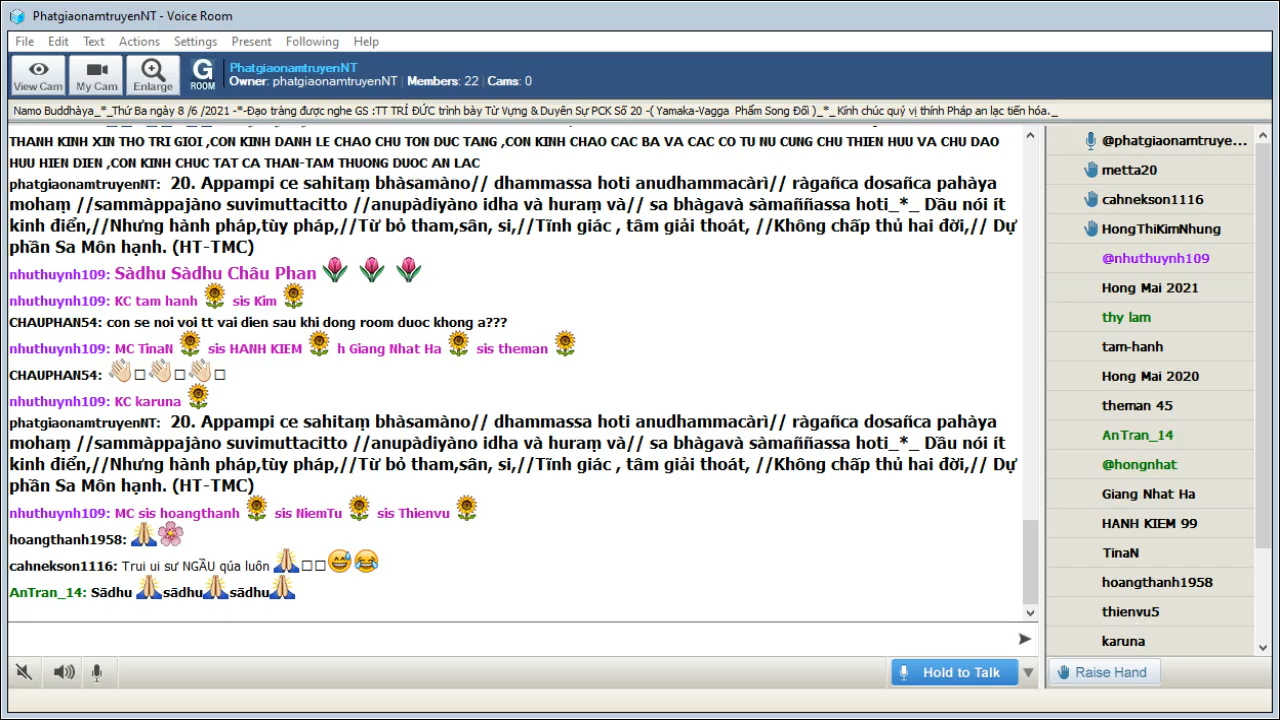 PhatgiaonamtruyenNT - Voice Room
File Edit Text Actions Settings Present Following Help
View Cam My Cam Enlarge G ROOM PhatgiaonamtruyenNT
Owner: phatgiaonamtruyenNT | Members: 22 | Cams: 0
Namo Buddhàya_*_Thứ Ba ngày 8 /6 /2021 -*-Đạo tràng được nghe GS :TT TRÍ ĐỨC trình bày Từ Vựng & Duyên Sự PCK Số 20 -( Yamaka-Vagga Phẩm Song Đối )_*_ Kính chúc quý vị thính Pháp an lạc tiến hóa._
THANH KINH XIN THO TRI GIOI ,CON KINH DANH LE CHAO CHU TON DUC TANG ,CON KINH CHAO CAC BA VA CAC CO TU NU CUNG CHU THIEN HUU VA CHU DAO
HUU HIEN DIEN ,CON KINH CHUC TAT CA THAN-TAM THUONG DUOC AN LAC
phatgiaonamtruyenNT: 20. Appampi ce sahitaṃ bhàsamàno// dhammassa hoti anudhammacàrì// ràgañca dosañca pahàya
mohaṃ //sammàppajàno suvimuttacitto //anupàdiyàno idha và huraṃ và// sa bhàgavà sàmaññassa hoti_*_ Dầu nói ít
kinh điển,//Nhưng hành pháp,tùy pháp,//Từ bỏ tham,sân, si,//Tĩnh giác , tâm giải thoát, //Không chấp thủ hai đời,// Dự
phần Sa Môn hạnh. (HT-TMC)
nhuthuynh109: Sàdhu Sàdhu Châu Phan
nhuthuynh109: KC tam hanh sis Kim
CHAUPHAN54: con se noi voi tt vai dien sau khi dong room duoc khong a???
nhuthuynh109: MC TinaN sis HANH KIEM h Giang Nhat Ha sis theman
CHAUPHAN54:
nhuthuynh109: KC karuna
phatgiaonamtruyenNT: 20. Appampi ce sahitaṃ bhàsamàno// dhammassa hoti anudhammacàrì// ràgañca dosañca pahàya
mohaṃ //sammàppajàno suvimuttacitto //anupàdiyàno idha và huraṃ và// sa bhàgavà sàmaññassa hoti_*_ Dầu nói ít
kinh điển,//Nhưng hành pháp,tùy pháp,//Từ bỏ tham,sân, si,//Tĩnh giác , tâm giải thoát, //Không chấp thủ hai đời,// Dự
phần Sa Môn hạnh. (HT-TMC)
nhuthuynh109: MC sis hoangthanh sis NiemTu sis Thienvu
hoangthanh1958:
cahnekson1116: Trui ui sư NGẦU qúa luôn
AnTran_14: Sādhu sādhu sādhu
Hold to Talk
@phatgiaonamtruye...
metta20
cahnekson1116
HongThiKimNhung
@nhuthuynh109
Hong Mai 2021
thy lam
tam-hanh
Hong Mai 2020
theman 45
AnTran_14
@hongnhat
Giang Nhat Ha
HANH KIEM 99
TinaN
hoangthanh1958
thienvu5
karuna
Raise Hand